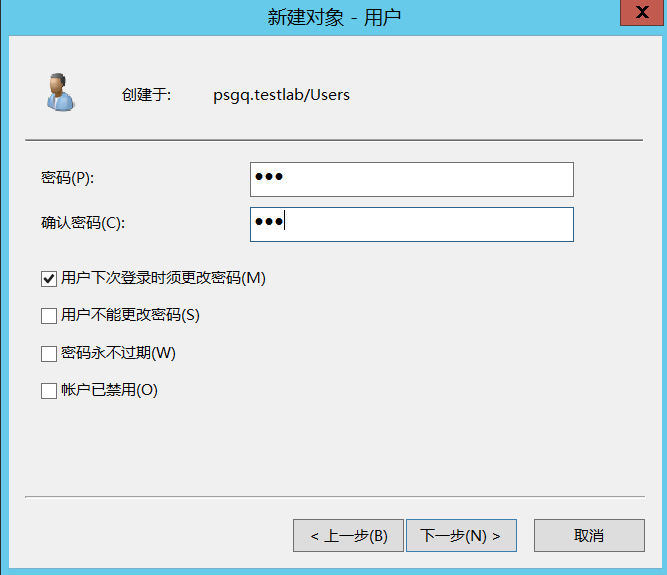 新建对象 - 用户
创建于: psgq.testlab/Users
密码(P): ●●●
确认密码(C): ●●●
用户下次登录时须更改密码(M)
用户不能更改密码(S)
密码永不过期(W)
帐户已禁用(O)
< 上一步(B) 下一步(N) > 取消